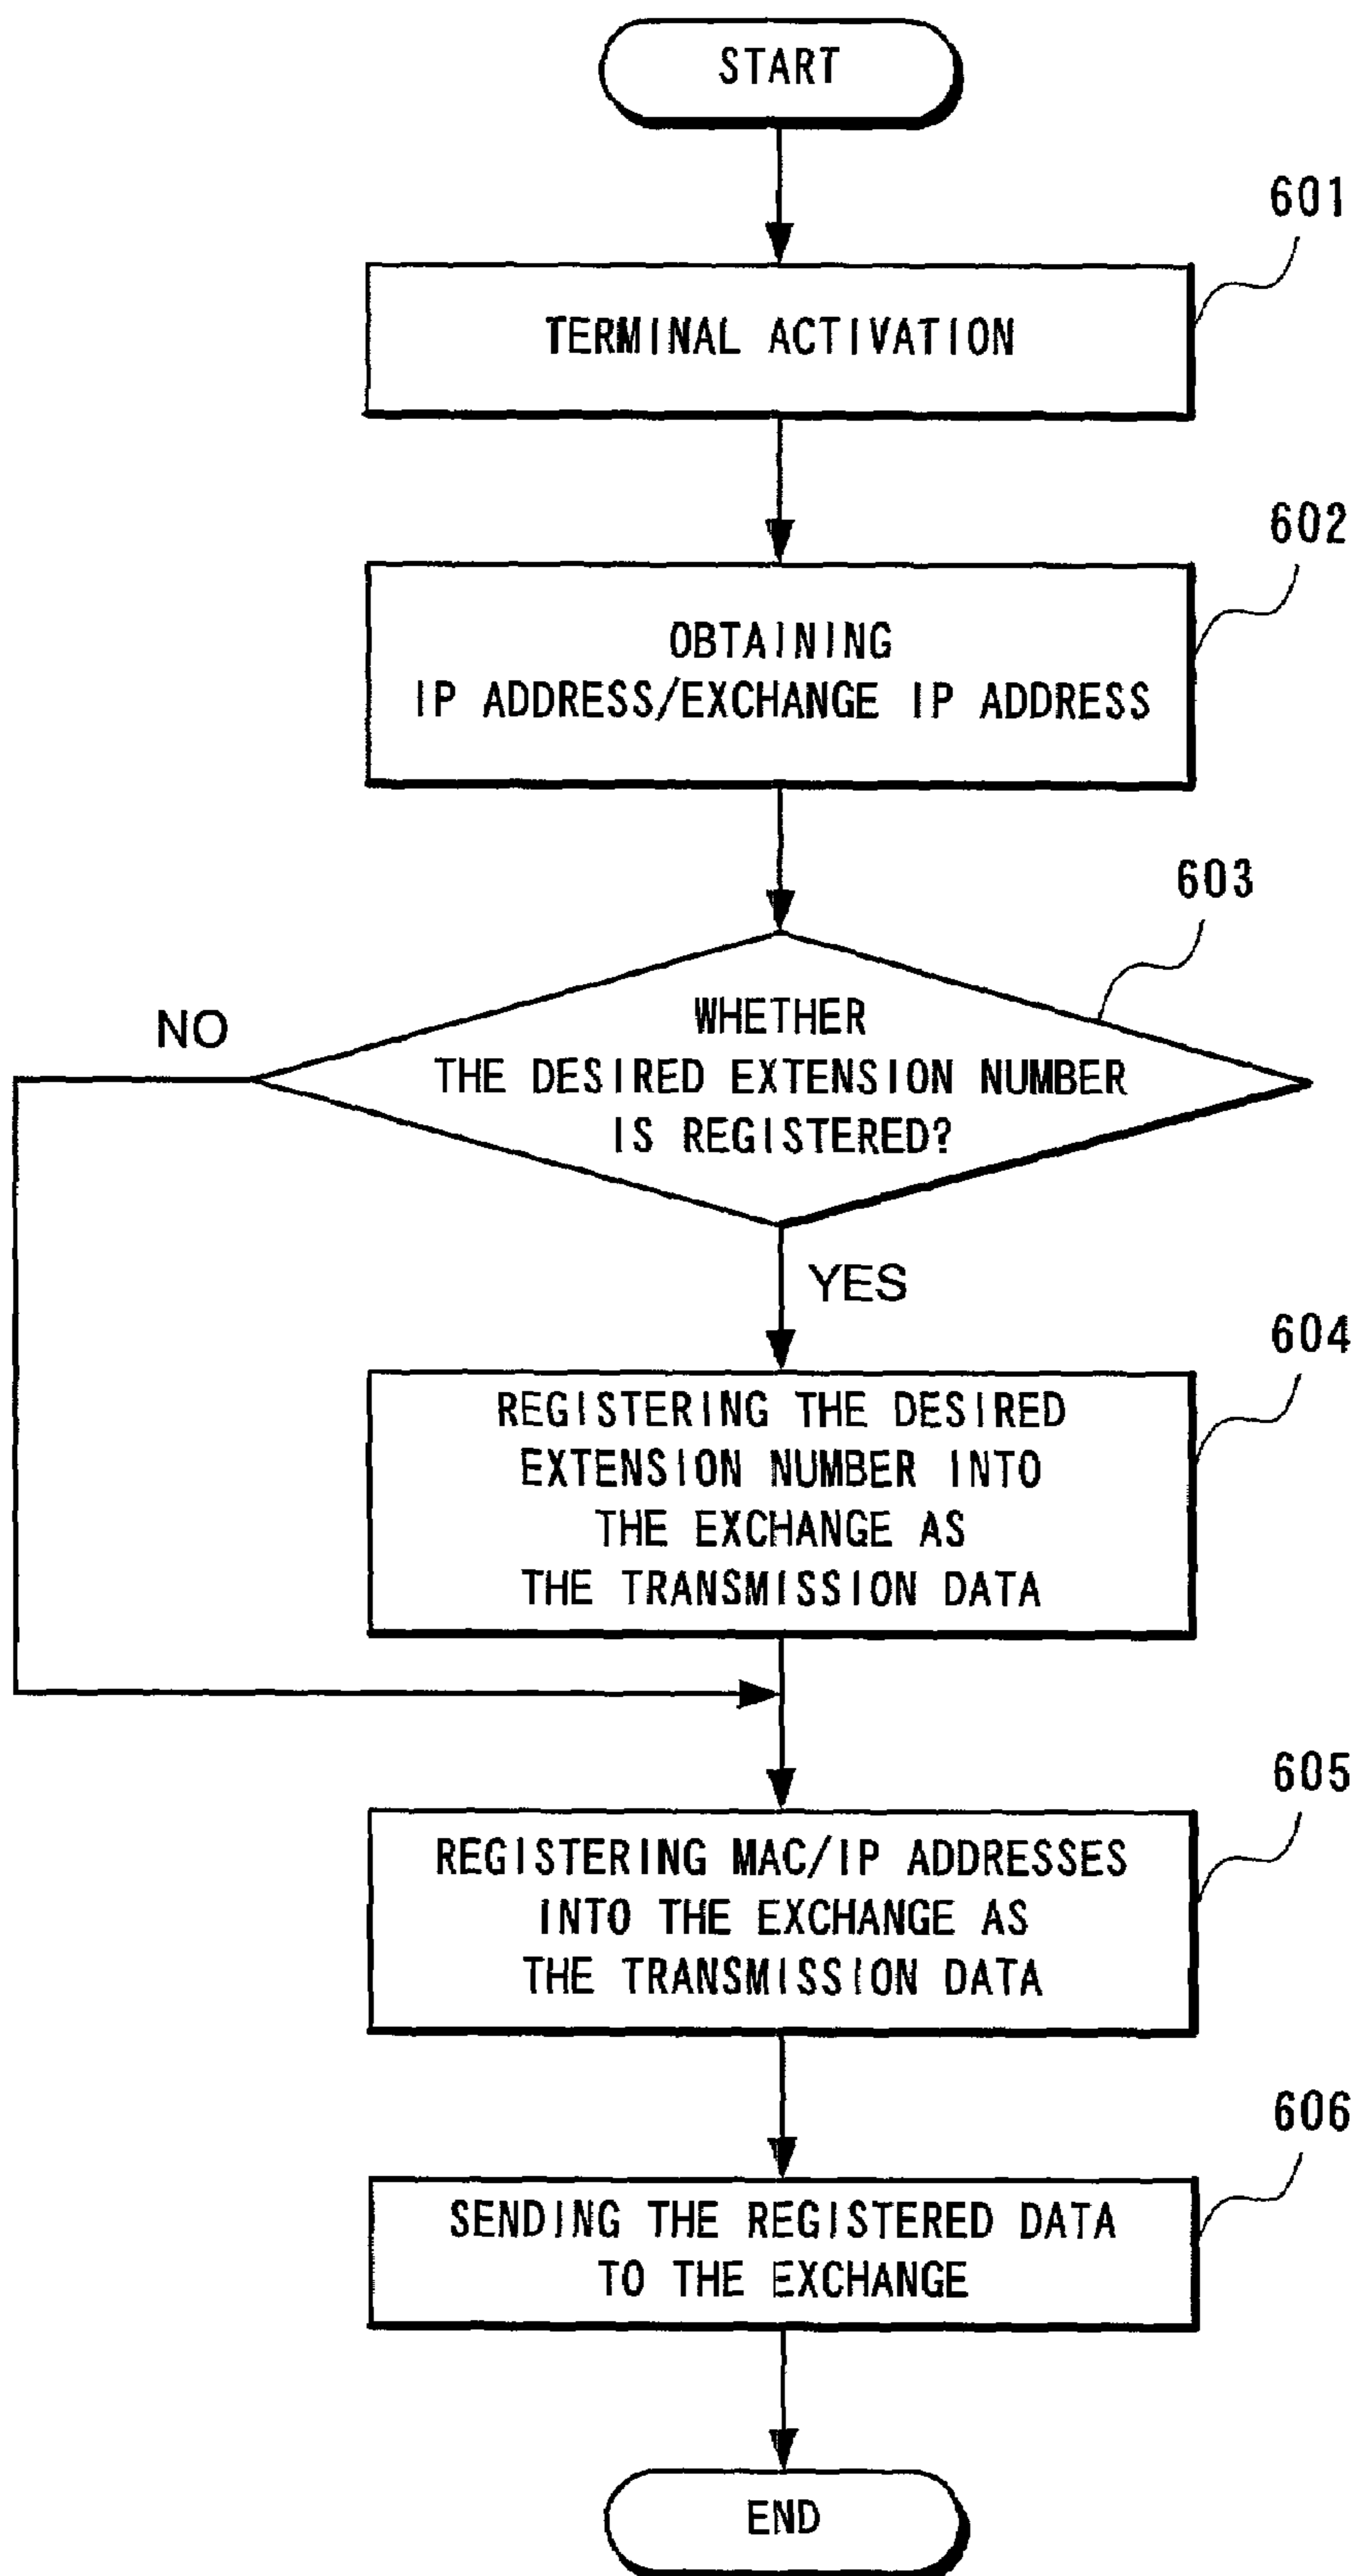 START
601
TERMINAL ACTIVATION
602
OBTAINING
IP ADDRESS/EXCHANGE IP ADDRESS
603
NO
WHETHER
THE DESIRED EXTENSION NUMBER
IS REGISTERED?
YES
604
REGISTERING THE DESIRED
EXTENSION NUMBER INTO
THE EXCHANGE AS
THE TRANSMISSION DATA
605
REGISTERING MAC/IP ADDRESSES
INTO THE EXCHANGE AS
THE TRANSMISSION DATA
606
SENDING THE REGISTERED DATA
TO THE EXCHANGE
END